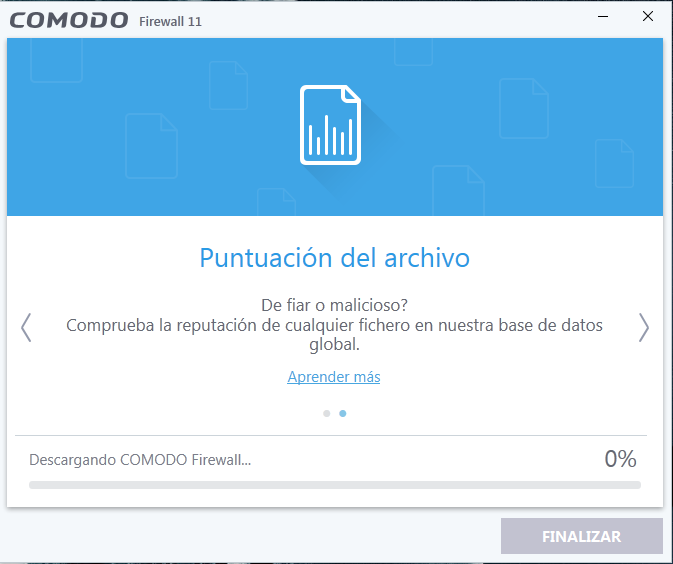 COMODO Firewall 11
Puntuación del archivo
De fiar o malicioso?
Comprueba la reputación de cualquier fichero en nuestra base de datos
global.
Aprender más
Descargando COMODO Firewall... 0%
FINALIZAR